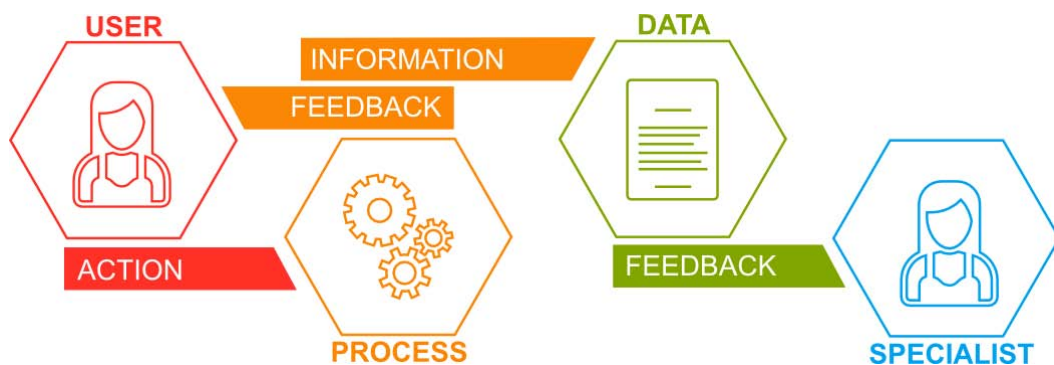 USER
DATA
INFORMATION
FEEDBACK
ACTION
FEEDBACK
PROCESS
SPECIALIST